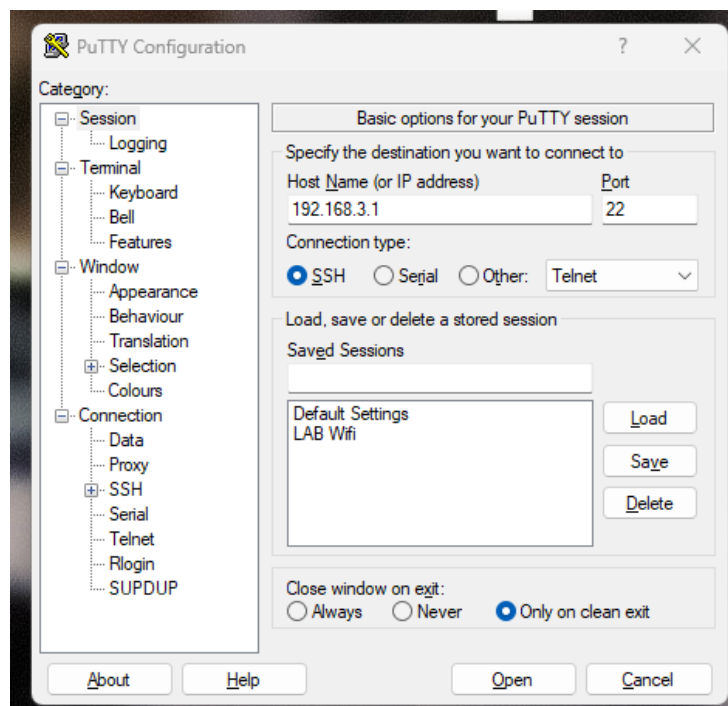 PuTTY Configuration
?
Category:
Session
Logging
Terminal
Keyboard
Bell
Features
Window
Appearance
Behaviour
Translation
Selection
Colours
Connection
Data
Proxy
SSH
Serial
Telnet
Rlogin
SUPDUP
Basic options for your PuTTY session
Specify the destination you want to connect to
Host Name (or IP address) Port
192.168.3.1 22
Connection type:
SSH Serial Other: Telnet
Load, save or delete a stored session
Saved Sessions
Default Settings
LAB Wifi
Load
Save
Delete
Close window on exit:
Always Never Only on clean exit
About Help Open Cancel